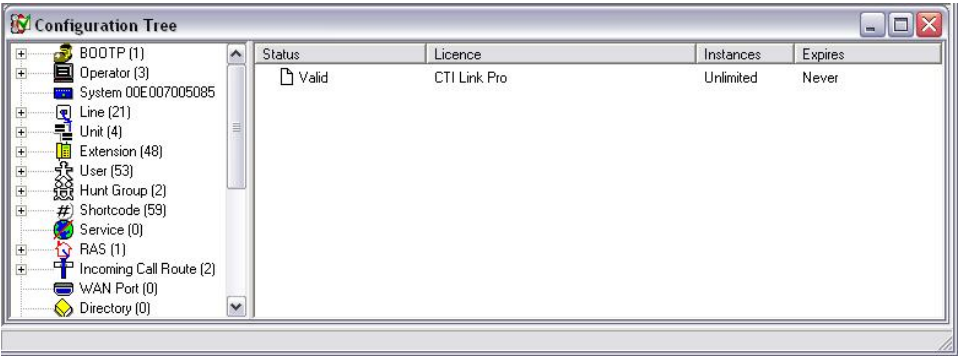 Configuration Tree
BOOTP (1)
Operator (3)
System 00E007005085
Line (21)
Unit (4)
Extension (48)
User (53)
Hunt Group (2)
Shortcode (59)
Service (0)
RAS (1)
Incoming Call Route (2)
WAN Port (0)
Directory (0)
Status Licence Instances Expires
Valid CTI Link Pro Unlimited Never